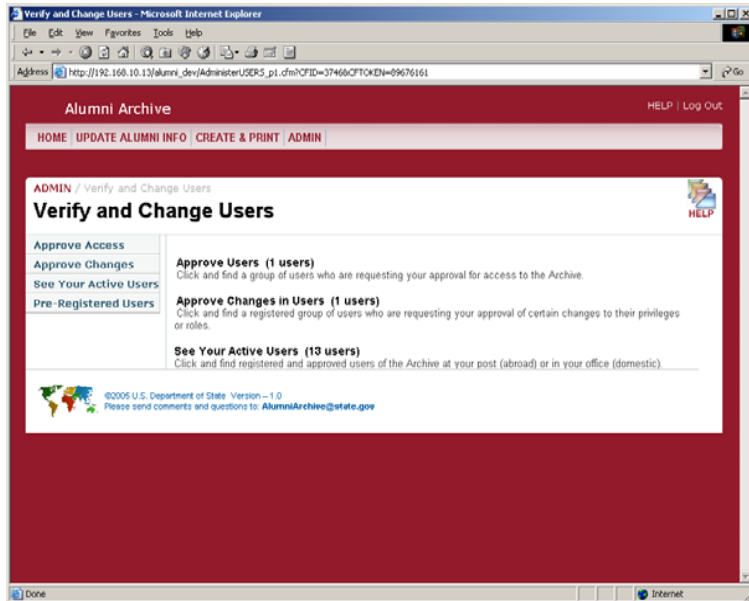 Verify and Change Users - Microsoft Internet Explorer
File Edit View Favorites Tools Help
Address http://192.168.10.13/alumni_dev/AdministerUSERS_p1.cfm?CFID=3746&CFTOKEN=89676161 Go
Alumni Archive
HELP | Log Out
HOME UPDATE ALUMNI INFO CREATE & PRINT ADMIN
ADMIN / Verify and Change Users
Verify and Change Users
HELP
Approve Access
Approve Changes
See Your Active Users
Pre-Registered Users
Approve Users (1 users)
Click and find a group of users who are requesting your approval for access to the Archive.
Approve Changes in Users (1 users)
Click and find a registered group of users who are requesting your approval of certain changes to their privileges
or roles.
See Your Active Users (13 users)
Click and find registered and approved users of the Archive at your post (abroad) or in your office (domestic).
©2005 U.S. Department of State Version – 1.0
Please send comments and questions to: AlumniArchive@state.gov
Done
Internet